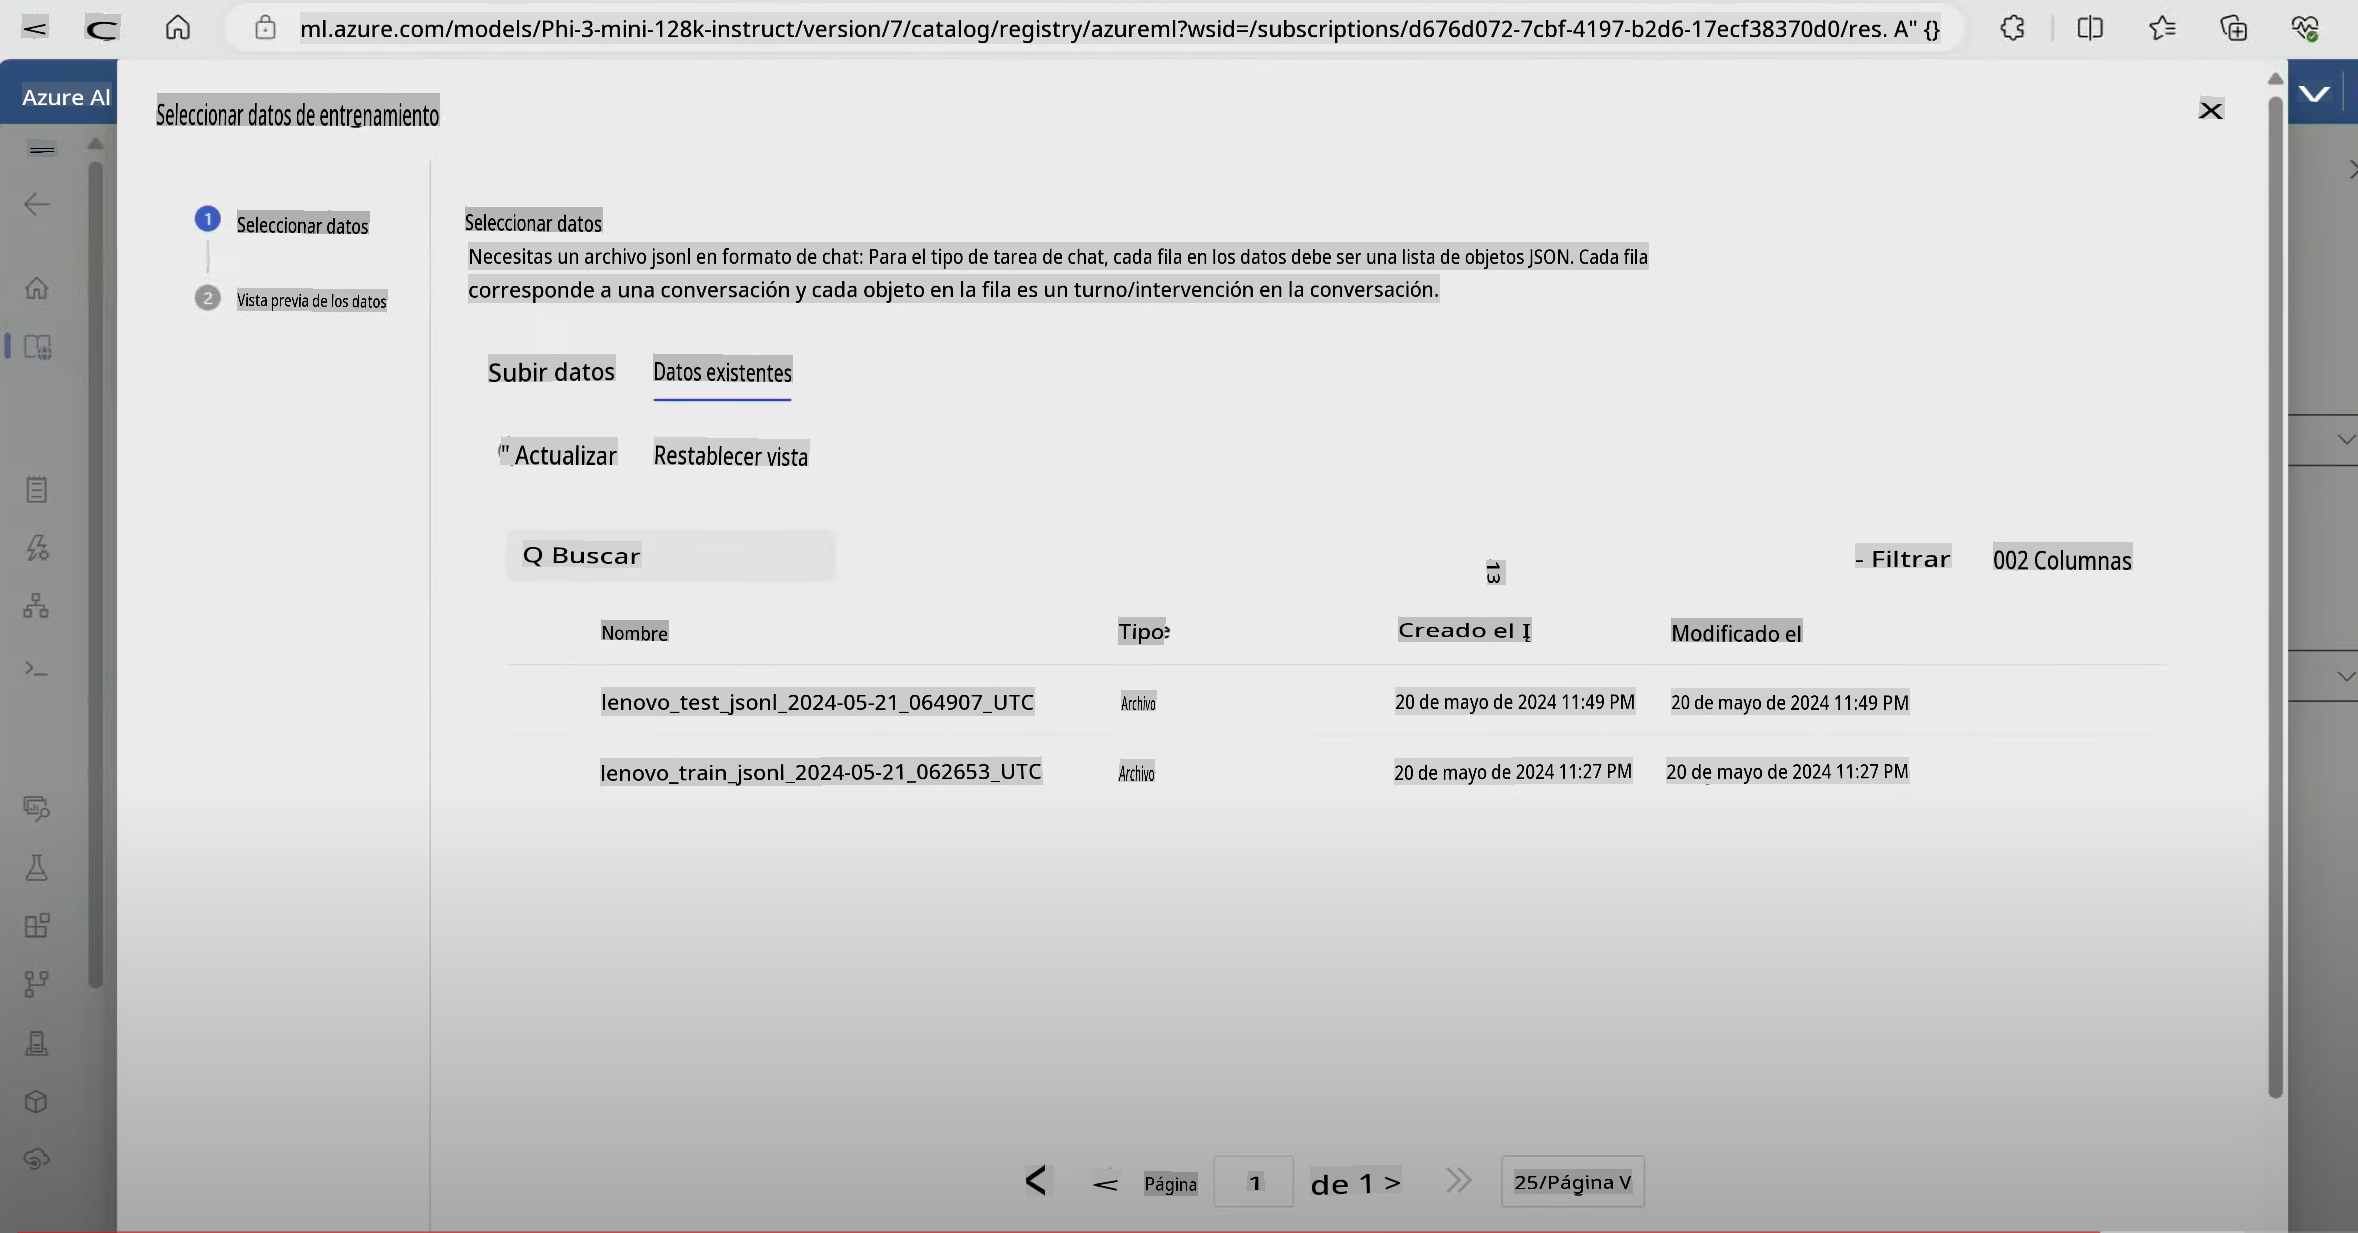 ml.azure.com/models/Phi-3-mini-128k-instruct/version/7/catalog/registry/azureml?wsid=/subscriptions/d676d072-7cbf-4197-b2d6-17ecf38370d0/res. A" {}
Azure AI
Seleccionar datos de entrenamiento
1 Seleccionar datos
2 Vista previa de los datos
Seleccionar datos
Necesitas un archivo jsonl en formato de chat: Para el tipo de tarea de chat, cada fila en los datos debe ser una lista de objetos JSON. Cada fila
corresponde a una conversación y cada objeto en la fila es un turno/intervención en la conversación.
Subir datos Datos existentes
" Actualizar Restablecer vista
Q Buscar
13
- Filtrar 002 Columnas
Nombre Tipo Creado el I Modificado el
lenovo_test_jsonl_2024-05-21_064907_UTC Archivo 20 de mayo de 2024 11:49 PM 20 de mayo de 2024 11:49 PM
lenovo_train_jsonl_2024-05-21_062653_UTC Archivo 20 de mayo de 2024 11:27 PM 20 de mayo de 2024 11:27 PM
< < Página 1 de 1 > 25/Página V